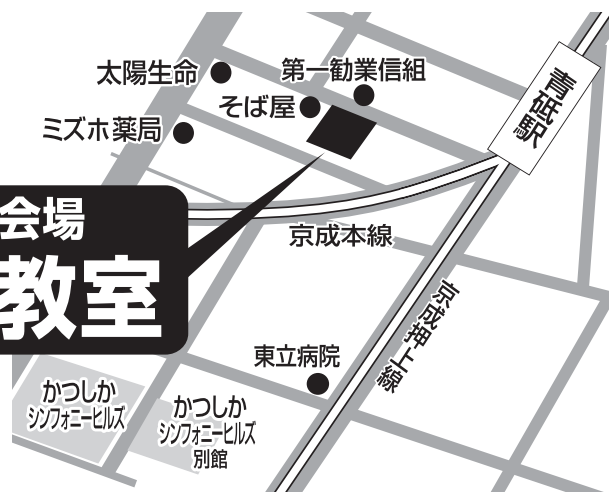 太陽生命
第一勧業信組
そば屋
ミズホ薬局
青砥駅
会場
教室
京成本線
京成押上線
東立病院
かつしか
シンフォニーヒルズ
かつしか
シンフォニーヒルズ
別館